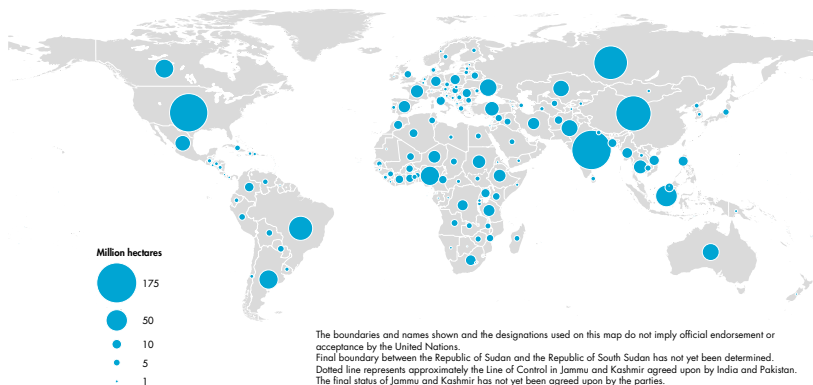 Million hectares
175
50
10
5
1
The boundaries and names shown and the designations used on this map do not imply official endorsement or
acceptance by the United Nations.
Final boundary between the Republic of Sudan and the Republic of South Sudan has not yet been determined.
Dotted line represents approximately the Line of Control in Jammu and Kashmir agreed upon by India and Pakistan.
The final status of Jammu and Kashmir has not yet been agreed upon by the parties.